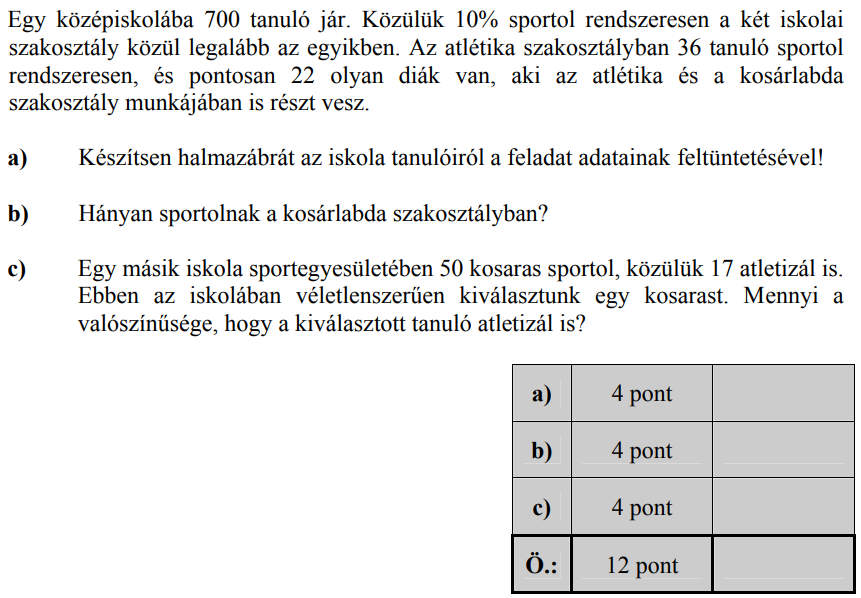 Egy középiskolába 700 tanuló jár. Közülük 10% sportol rendszeresen a két iskolai
szakosztály közül legalább az egyikben. Az atlétika szakosztályban 36 tanuló sportol
rendszeresen, és pontosan 22 olyan diák van, aki az atlétika és a kosárlabda
szakosztály munkájában is részt vesz.
a) Készítsen halmazábrát az iskola tanulóiról a feladat adatainak feltüntetésével!
b) Hányan sportolnak a kosárlabda szakosztályban?
c) Egy másik iskola sportegyesületében 50 kosaras sportol, közülük 17 atletizál is.
Ebben az iskolában véletlenszerűen kiválasztunk egy kosarast. Mennyi a
valószínűsége, hogy a kiválasztott tanuló atletizál is?
a) 4 pont
b) 4 pont
c) 4 pont
Ö.: 12 pont